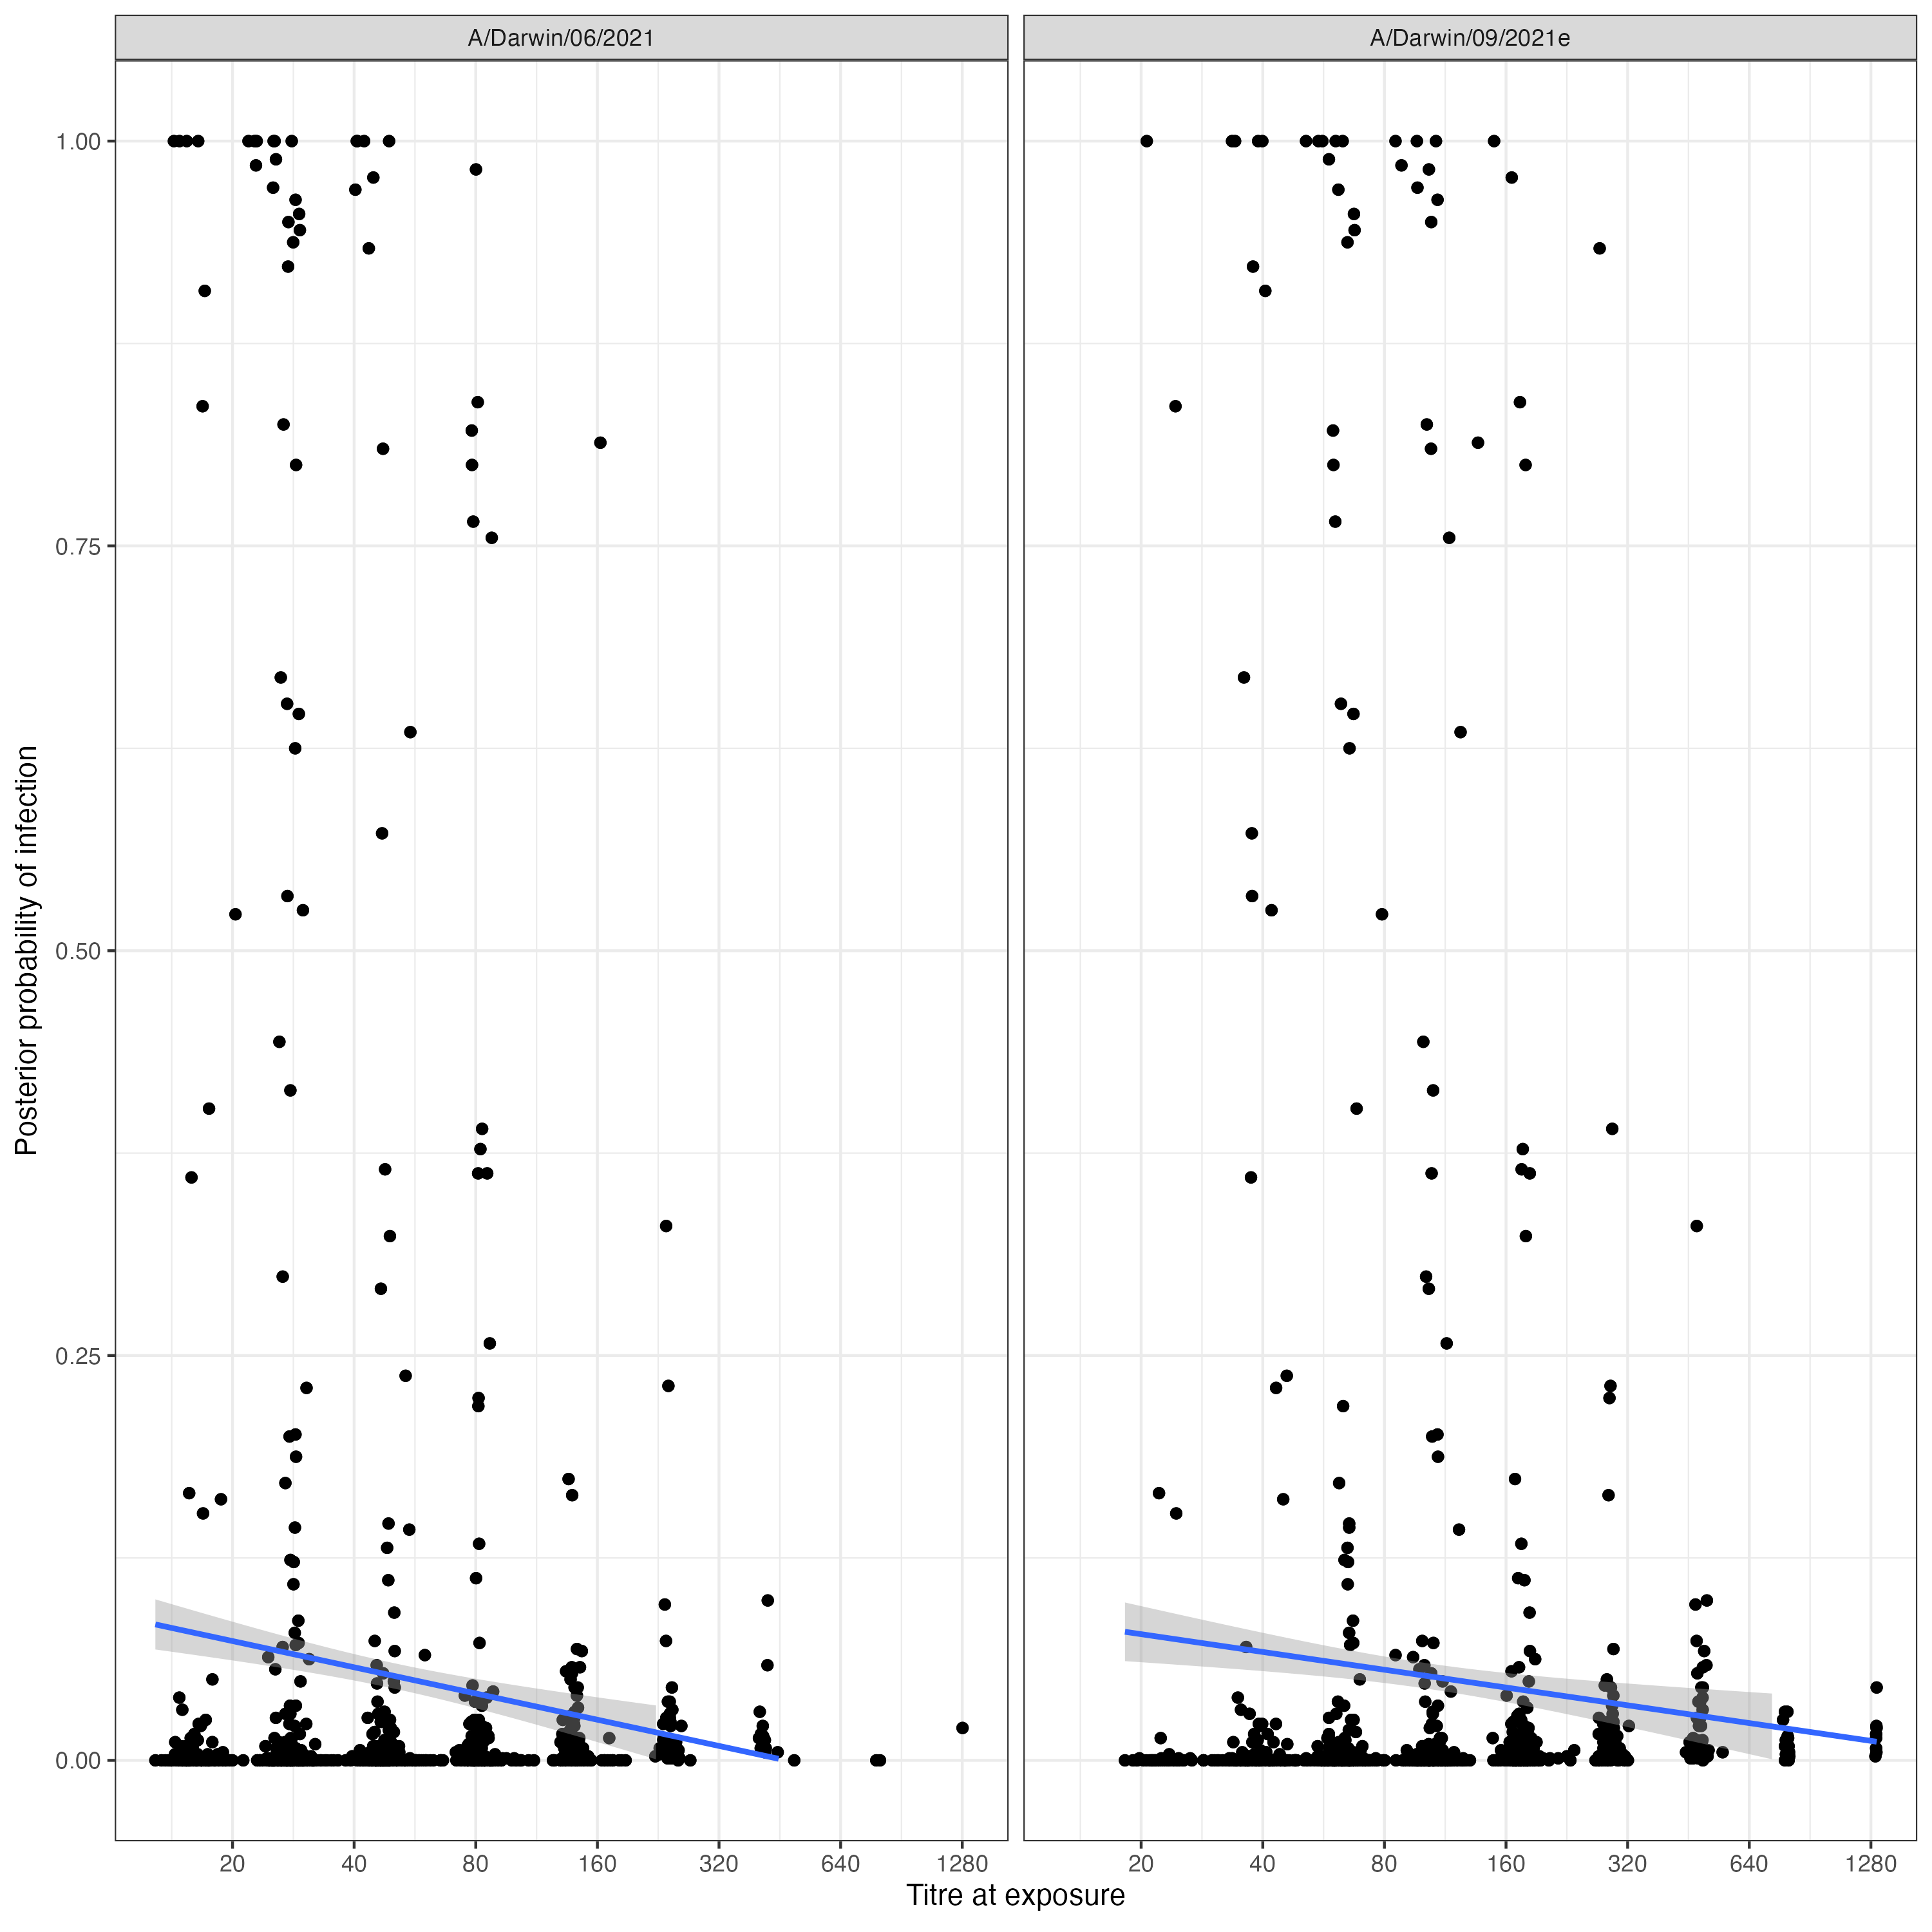 A/Darwin/06/2021
A/Darwin/09/2021e
Posterior probability of infection
1.00
0.75
0.50
0.25
0.00
20 40 80 160 320 640 1280
20 40 80 160 320 640 1280
Titre at exposure